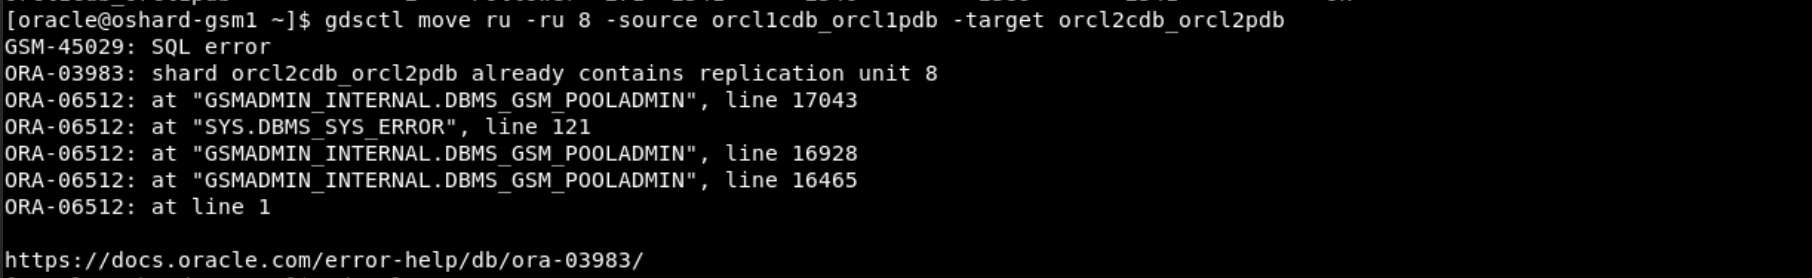 [oracle@oshard-gsm1 ~]$ gdsctl move ru -ru 8 -source orcl1cdb_orcl1pdb -target orcl2cdb_orcl2pdb
GSM-45029: SQL error
ORA-03983: shard orcl2cdb_orcl2pdb already contains replication unit 8
ORA-06512: at "GSMADMIN_INTERNAL.DBMS_GSM_POOLADMIN", line 17043
ORA-06512: at "SYS.DBMS_SYS_ERROR", line 121
ORA-06512: at "GSMADMIN_INTERNAL.DBMS_GSM_POOLADMIN", line 16928
ORA-06512: at "GSMADMIN_INTERNAL.DBMS_GSM_POOLADMIN", line 16465
ORA-06512: at line 1
https://docs.oracle.com/error-help/db/ora-03983/